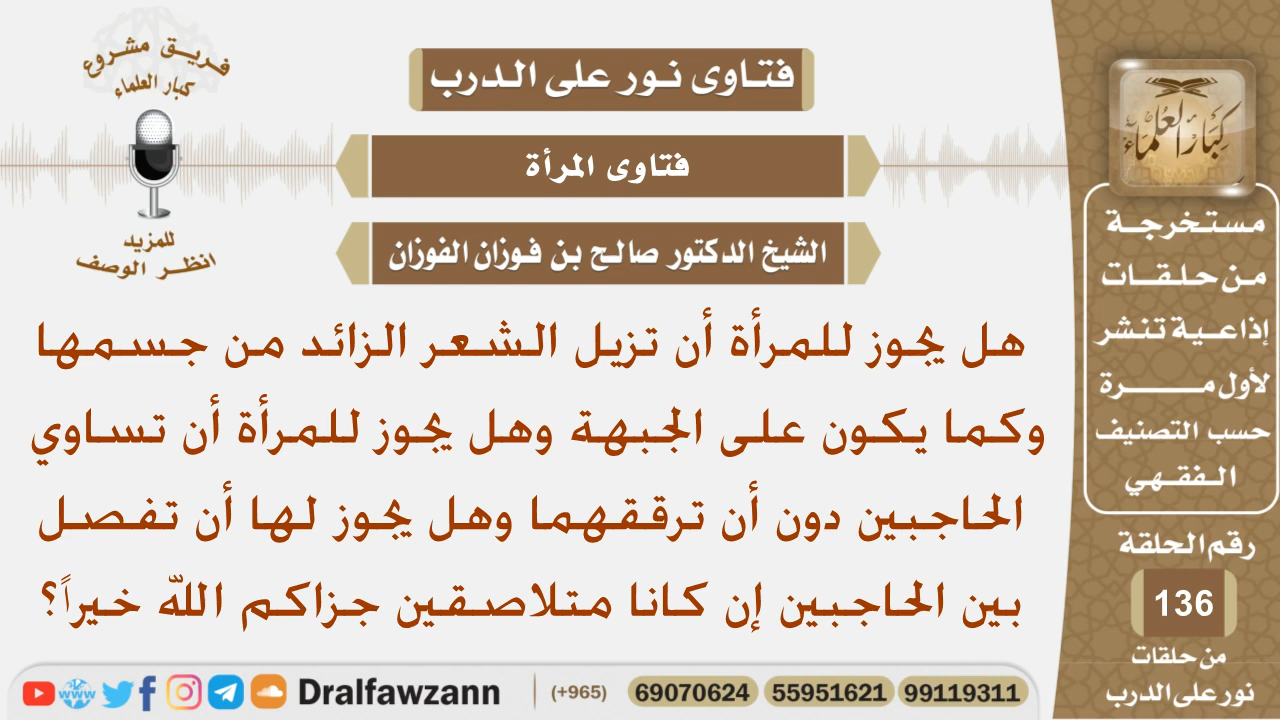 فريق مشروع
كبار العلماء
للمزيد
انظر الوصف
فتاوى نور على الدرب
فتاوى المرأة
الشيخ الدكتور صالح بن فوزان الفوزان
هل يجوز للمرأة أن تزيل الشعر الزائد من جسمها
وكما يكون على الجبهة وهل يجوز للمرأة أن تساوي
الحاجبين دون أن ترققهما وهل يجوز لها أن تفصل
بين الحاجبين إن كانا متلاصقين جزاكم الله خيراً؟
كبار العلماء
مستخرجة
من حلقات
إذاعية تنشر
لأول مرة
حسب التصنيف
الفقهي
رقم الحلقة
136
من حلقات
نور على الدرب
www
Dralfawzann
(+965)
69070624
55951621
99119311